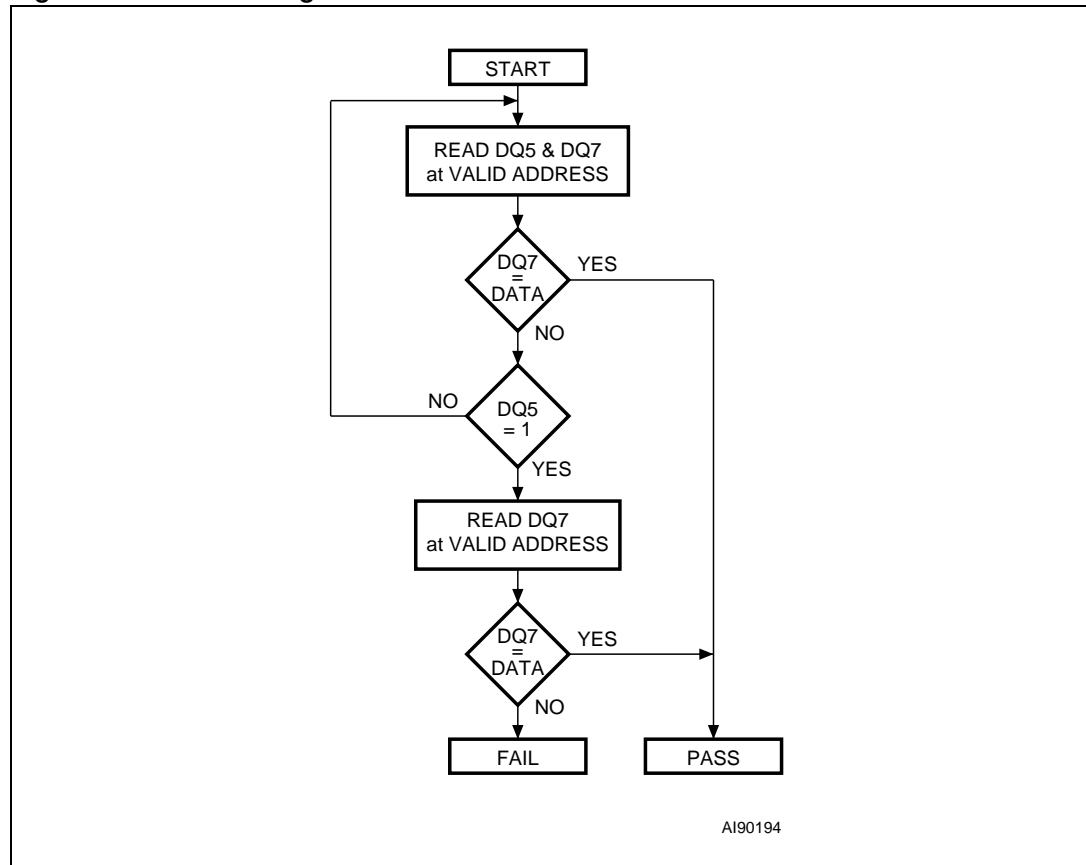 START
READ DQ5 & DQ7
at VALID ADDRESS
DQ7
=
DATA
YES
NO
DQ5
= 1
NO
YES
READ DQ7
at VALID ADDRESS
DQ7
=
DATA
YES
NO
FAIL
PASS
AI90194